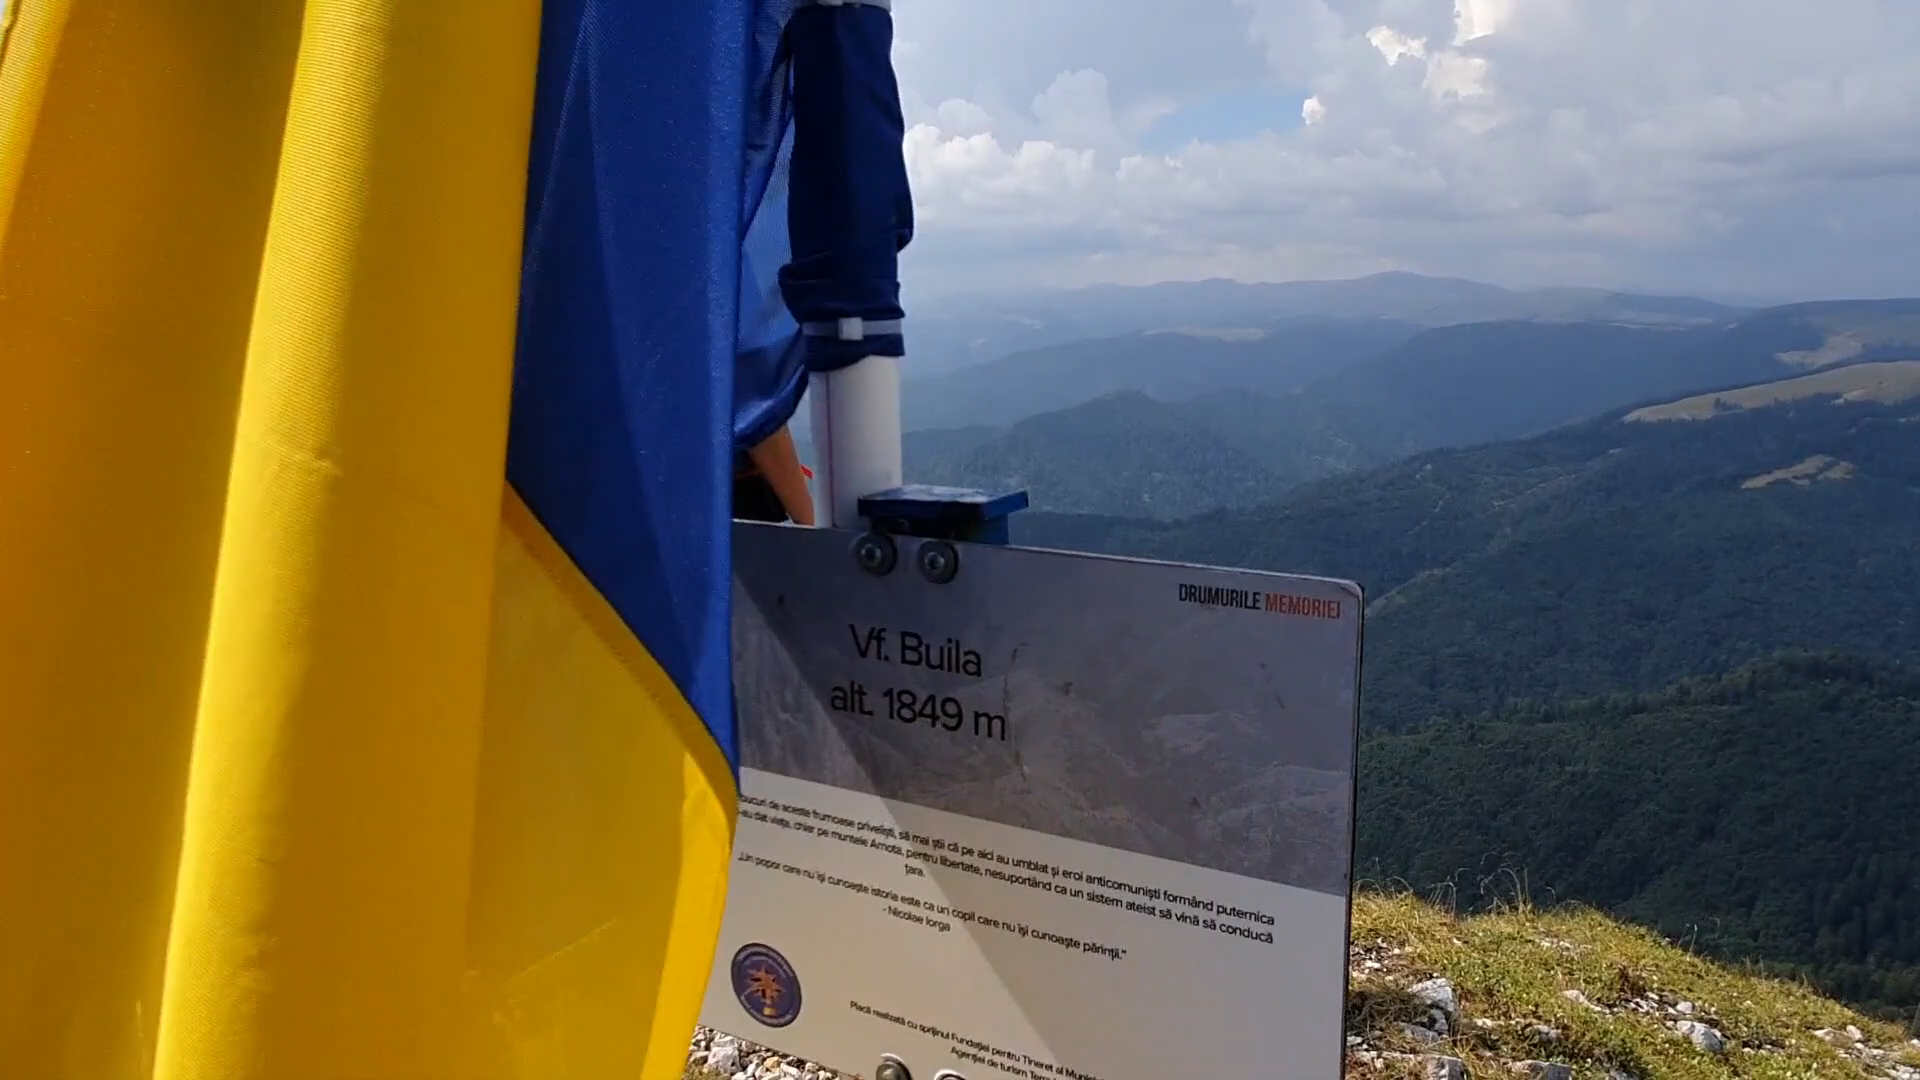 DRUMURILE MEMORIEI
Vf. Buila
alt. 1849 m
bucuri de aceste frumoase priveliști, să mai știi că pe aici au umblat și eroi anticomuniști formând puternica
-au dat viața, chiar pe muntele Arnota, pentru libertate, nesuportând ca un sistem ateist să vină să conducă
țara.
„Un popor care nu își cunoaște istoria este ca un copil care nu își cunoaște părinții.”
- Nicolae Iorga
Placă realizată cu sprijinul Fundației pentru Tineret al
Agenției de turism